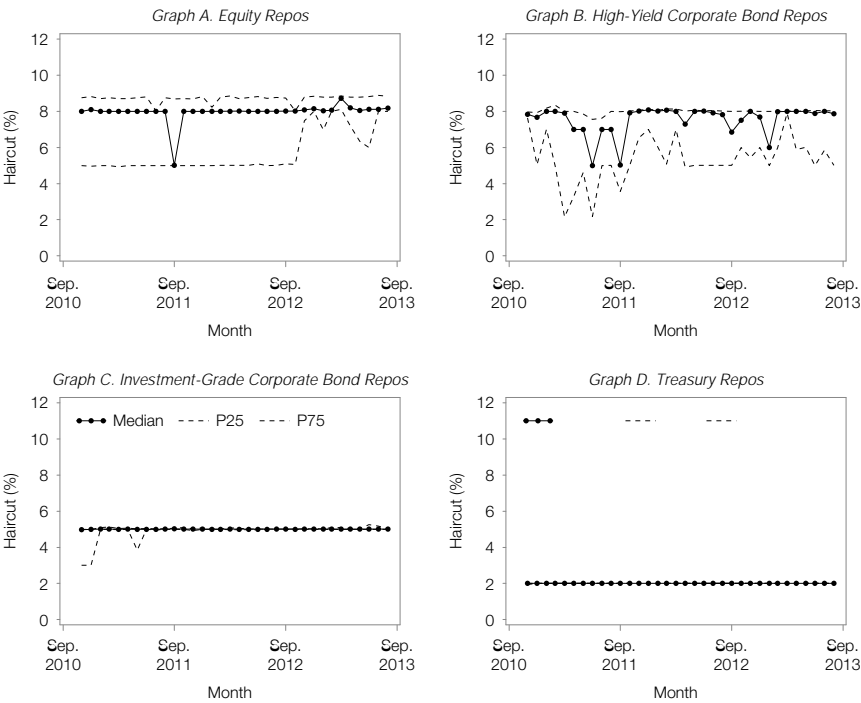 Graph A. Equity Repos
12
10
8
6
4
2
0
Haircut (%)
Sep. 2010
Sep. 2011
Sep. 2012
Sep. 2013
Month
Graph B. High-Yield Corporate Bond Repos
12
10
8
6
4
2
0
Haircut (%)
Sep. 2010
Sep. 2011
Sep. 2012
Sep. 2013
Month
Graph C. Investment-Grade Corporate Bond Repos
Median P25 P75
12
10
8
6
4
2
0
Haircut (%)
Sep. 2010
Sep. 2011
Sep. 2012
Sep. 2013
Month
Graph D. Treasury Repos
12
10
8
6
4
2
0
Haircut (%)
Sep. 2010
Sep. 2011
Sep. 2012
Sep. 2013
Month